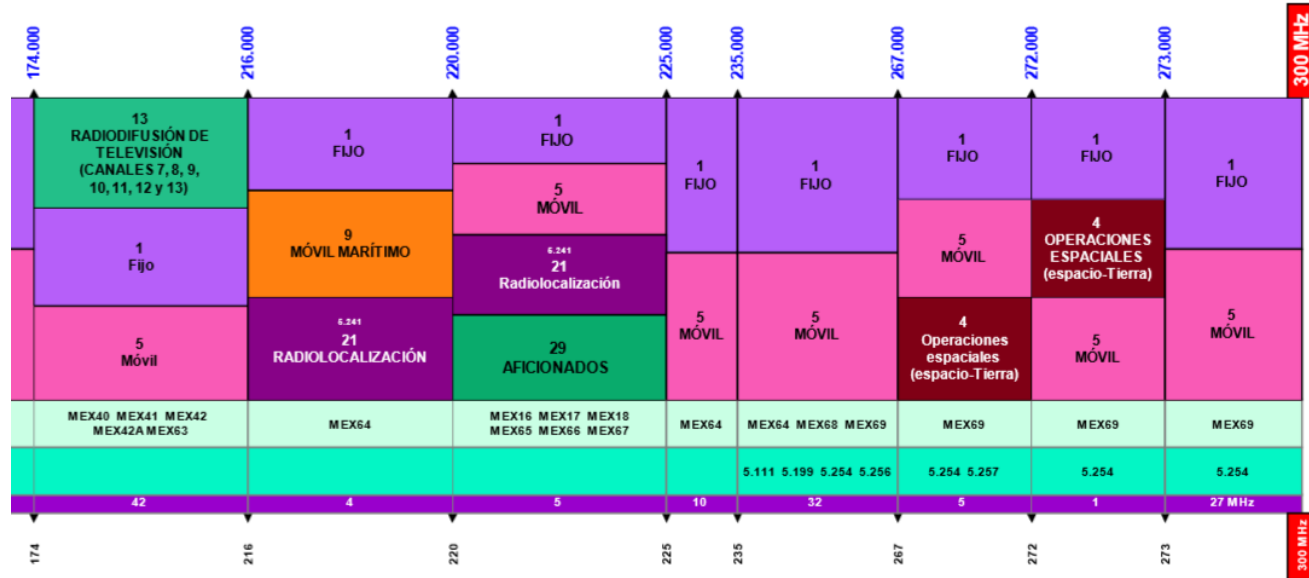 174.000
216.000
220.000
225.000
235.000
267.000
272.000
273.000
300 MHz
13
RADIODIFUSIÓN DE
TELEVISIÓN
(CANALES 7, 8, 9,
10, 11, 12 y 13)
1
Fijo
5
Móvil
1
FIJO
9
MÓVIL MARÍTIMO
5.241
21
RADIOLOCALIZACIÓN
1
FIJO
5
MÓVIL
5.241
21
Radiolocalización
29
AFICIONADOS
1
FIJO
5
MÓVIL
1
FIJO
5
MÓVIL
1
FIJO
5
MÓVIL
4
Operaciones
espaciales
(espacio-Tierra)
1
FIJO
4
OPERACIONES
ESPACIALES
(espacio-Tierra)
5
MÓVIL
1
FIJO
5
MÓVIL
MEX40 MEX41 MEX42
MEX42A MEX63
MEX64
MEX16 MEX17 MEX18
MEX65 MEX66 MEX67
MEX64
MEX64 MEX68 MEX69
MEX69
MEX69
MEX69
5.111 5.199 5.254 5.256
5.254 5.257
5.254
5.254
42
4
5
10
32
5
1
27 MHz
174
216
220
225
235
267
272
273
300 MHz